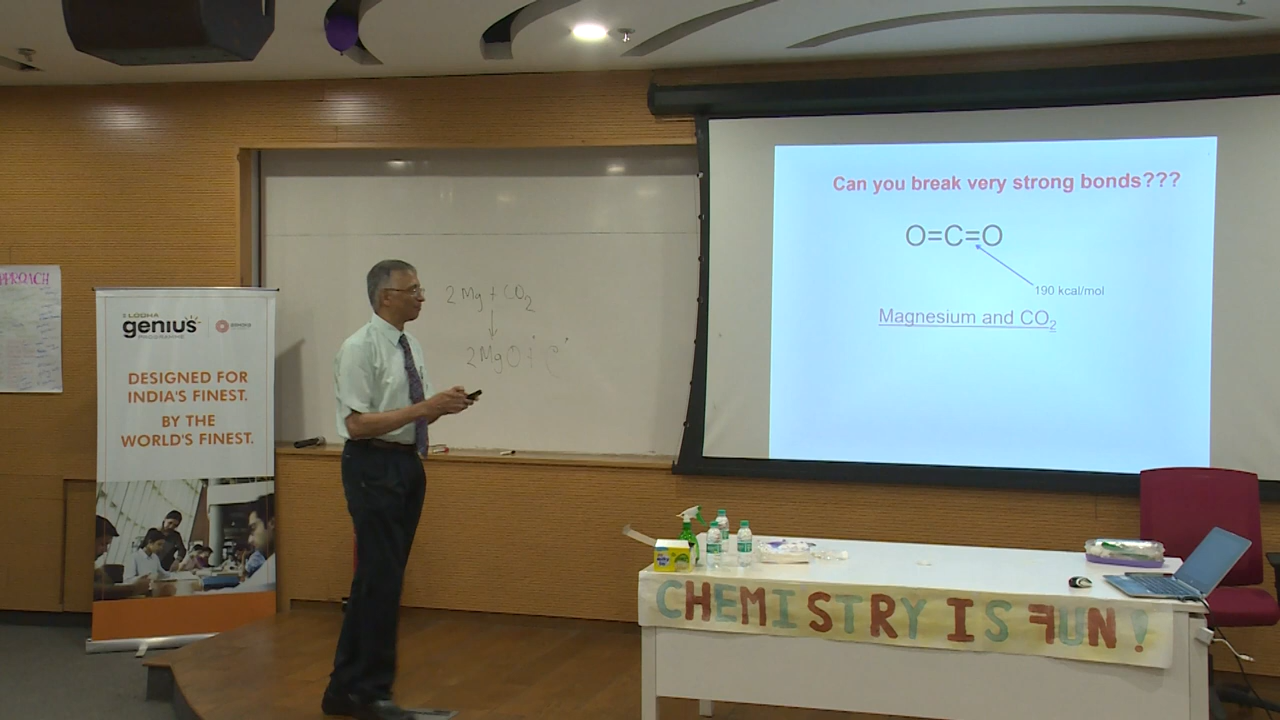 APPROACH
LODHA
genius
DESIGNED FOR
INDIA'S FINEST.
BY THE
WORLD'S FINEST.
2 Mg + CO₂
↓
2MgO + C
Can you break very strong bonds???
O=C=O
190 kcal/mol
Magnesium and CO₂
CHEMISTRY IS FUN!